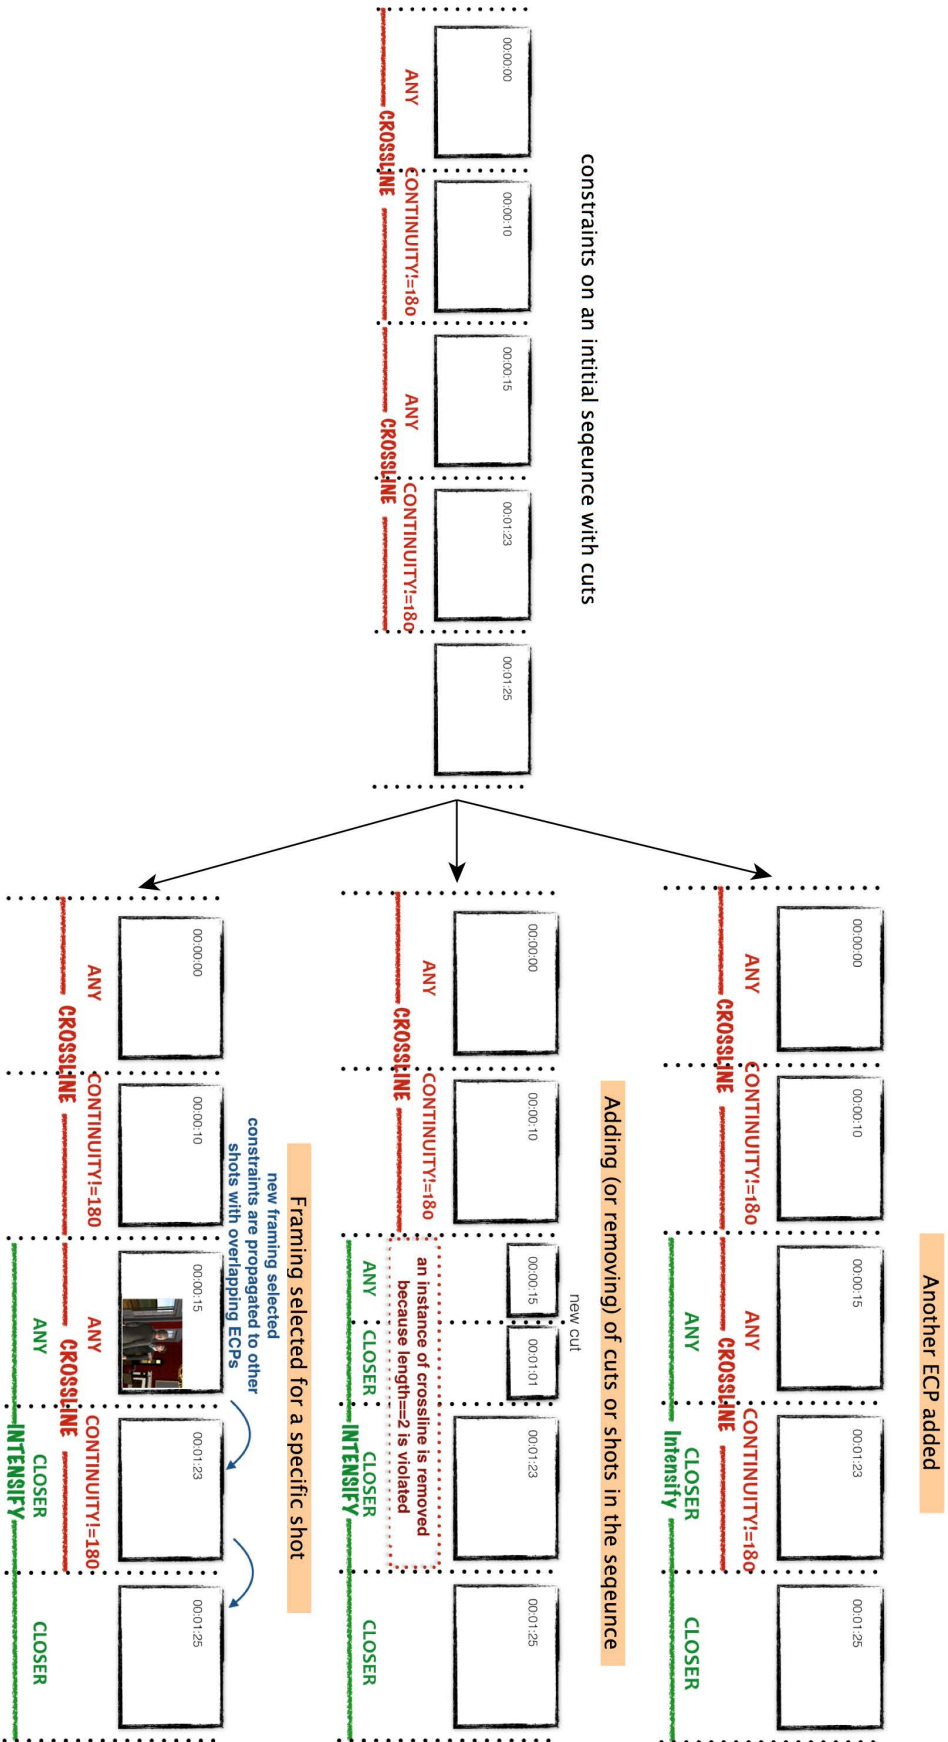 constraints on an intitial seqeunce with cuts
00:00:00
00:00:10
00:00:15
00:01:23
00:01:25
ANY
CONTINUITY!=180
ANY
CONTINUITY!=180
CROSSLINE
CROSSLINE
Another ECP added
00:00:00
00:00:10
00:00:15
00:01:23
00:01:25
ANY
CONTINUITY!=180
ANY
CONTINUITY!=180
CROSSLINE
CROSSLINE
ANY
CLOSER
CLOSER
Intensify
Adding (or removing) of cuts or shots in the seqeunce
new cut
00:00:00
00:00:10
00:00:15
00:01:01
00:01:23
00:01:25
ANY
CONTINUITY!=180
CROSSLINE
an instance of crossline is removed
because length==2 is violated
ANY
CLOSER
CLOSER
CLOSER
INTENSIFY
Framing selected for a specific shot
new framing selected
constraints are propagated to other
shots with overlapping ECPs
00:00:00
00:00:10
00:00:15
00:01:23
00:01:25
ANY
CONTINUITY!=180
ANY
CONTINUITY!=180
CROSSLINE
CROSSLINE
ANY
CLOSER
CLOSER
INTENSIFY